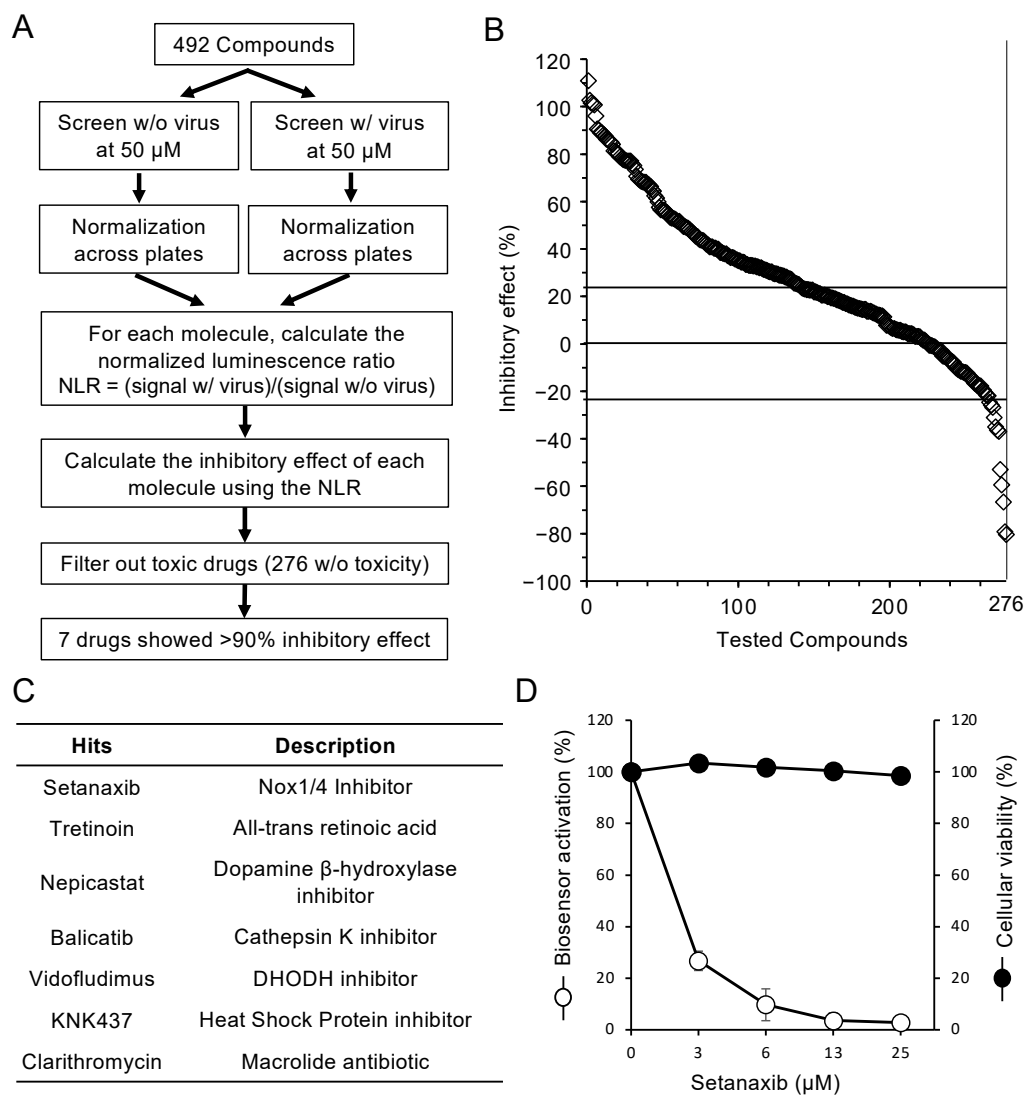 A
492 Compounds
Screen w/o virus
at 50 µM
Screen w/ virus
at 50 µM
Normalization
across plates
Normalization
across plates
For each molecule, calculate the
normalized luminescence ratio
NLR = (signal w/ virus)/(signal w/o virus)
Calculate the inhibitory effect of each
molecule using the NLR
Filter out toxic drugs (276 w/o toxicity)
7 drugs showed >90% inhibitory effect
B
Inhibitory effect (%)
120
100
80
60
40
20
0
−20
−40
−60
−80
−100
0
100
200
276
Tested Compounds
C
Hits
Description
Setanaxib
Nox1/4 Inhibitor
Tretinoin
All-trans retinoic acid
Nepicastat
Dopamine β-hydroxylase
inhibitor
Balicatib
Cathepsin K inhibitor
Vidofludimus
DHODH inhibitor
KNK437
Heat Shock Protein inhibitor
Clarithromycin
Macrolide antibiotic
D
Biosensor activation (%)
120
100
80
60
40
20
0
120
100
80
60
40
20
0
Cellular viability (%)
0
3
6
13
25
Setanaxib (µM)